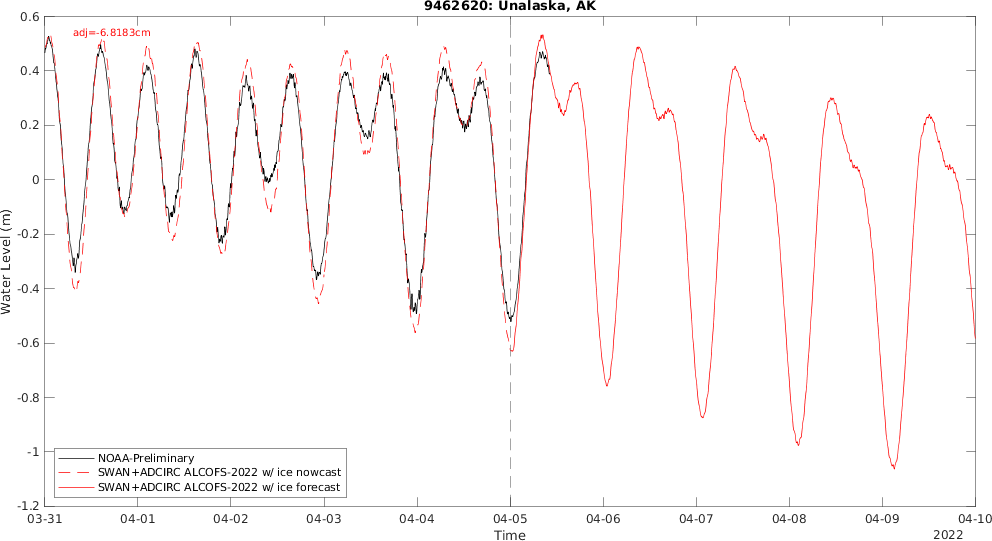 9462620: Unalaska, AK
adj=-6.8183cm
0.6
0.4
0.2
0
-0.2
-0.4
-0.6
-0.8
-1
-1.2
Water Level (m)
NOAA-Preliminary
SWAN+ADCIRC ALCOFS-2022 w/ ice nowcast
SWAN+ADCIRC ALCOFS-2022 w/ ice forecast
03-31 04-01 04-02 04-03 04-04 04-05 04-06 04-07 04-08 04-09 04-10
Time
2022